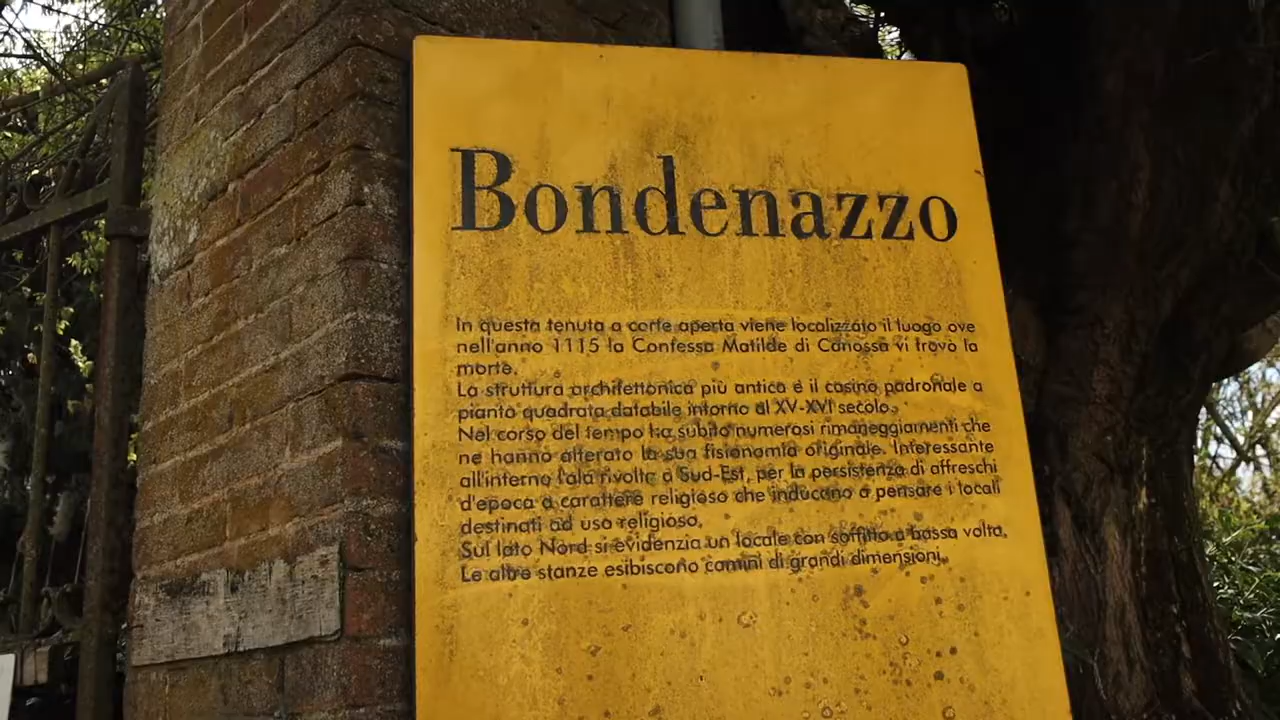 Bondenazzo
In questa tenuta a corte aperta viene localizzato il luogo ove
nell'anno 1115 la Contessa Matilde di Canossa vi trovò la
morte.
La struttura architettonica più antica è il casino padronale a
pianta quadrata databile intorno al XV-XVI secolo.
Nel corso del tempo ha subito numerosi rimaneggiamenti che
ne hanno alterato la sua fisionomia originale. Interessante
all'interno l'ala rivolta a Sud-Est, per la persistenza di affreschi
d'epoca a carattere religioso che inducono a pensare i locali
destinati ad uso religioso.
Sul lato Nord si evidenzia un locale con soffitto a bassa volta.
Le altre stanze esibiscono camini di grandi dimensioni.